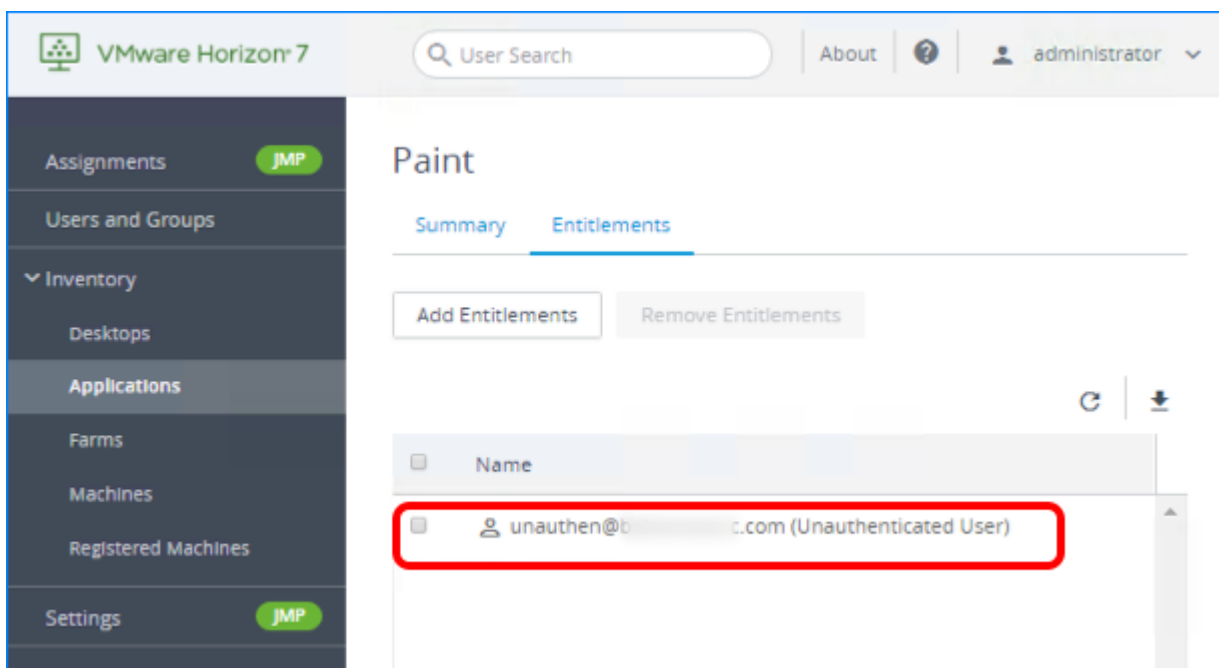 VMware Horizon® 7
User Search
About
administrator
Assignments JMP
Users and Groups
Inventory
Desktops
Applications
Farms
Machines
Registered Machines
Settings JMP
Paint
Summary Entitlements
Add Entitlements Remove Entitlements
Name
unauthen@b c.com (Unauthenticated User)